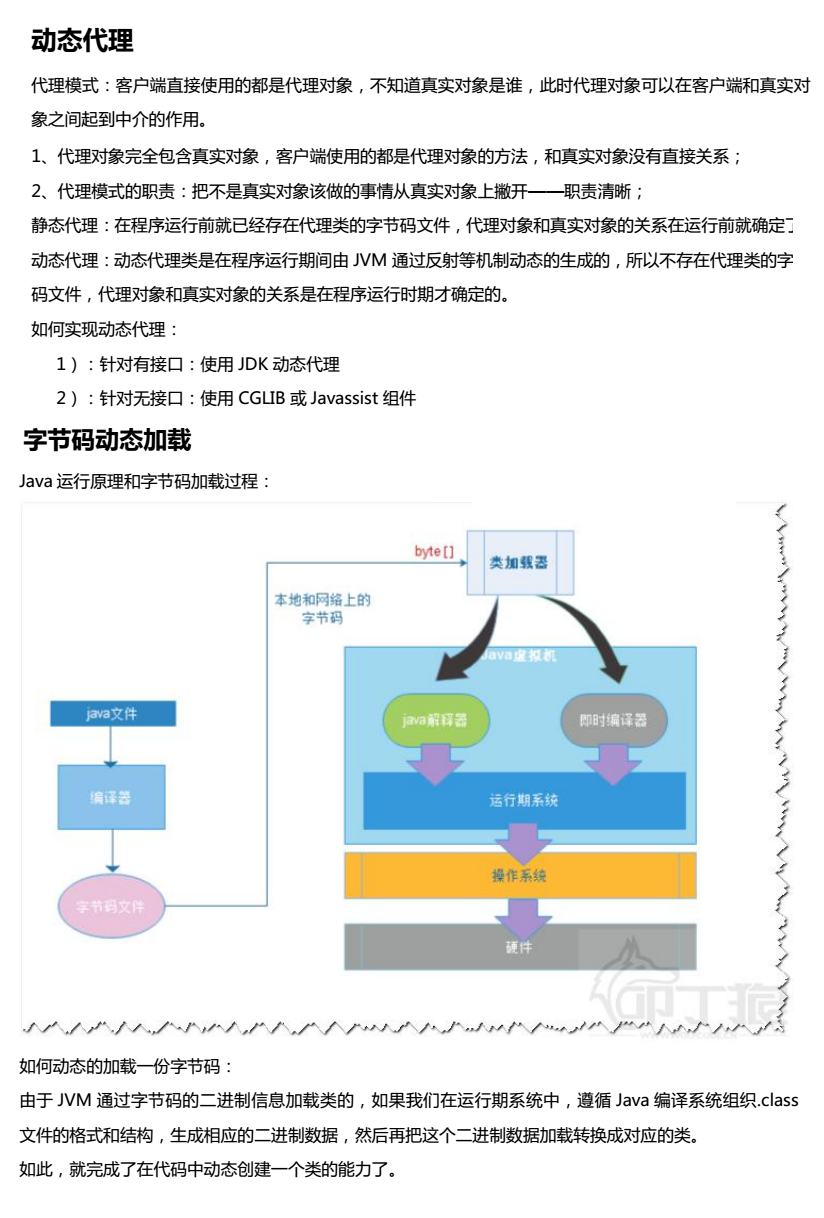 动态代理
代理模式：客户端直接使用的都是代理对象，不知道真实对象是谁，此时代理对象可以在客户端和真实对
象之间起到中介的作用。
1、代理对象完全包含真实对象，客户端使用的都是代理对象的方法，和真实对象没有直接关系；
2、代理模式的职责：把不是真实对象该做的事情从真实对象上撇开——职责清晰；
静态代理：在程序运行前就已经存在代理类的字节码文件，代理对象和真实对象的关系在运行前就确定了
动态代理：动态代理类是在程序运行期间由 JVM 通过反射等机制动态的生成的，所以不存在代理类的字
码文件，代理对象和真实对象的关系是在程序运行时期才确定的。
如何实现动态代理：
1）：针对有接口：使用 JDK 动态代理
2）：针对无接口：使用 CGLIB 或 Javassist 组件
字节码动态加载
Java 运行原理和字节码加载过程：
byte[]
类加载器
本地和网络上的
字节码
Java虚拟机
java文件
java解释器
即时编译器
编译器
运行期系统
操作系统
字节码文件
硬件
叩丁狼
如何动态的加载一份字节码：
由于 JVM 通过字节码的二进制信息加载类的，如果我们在运行期系统中，遵循 Java 编译系统组织.class
文件的格式和结构，生成相应的二进制数据，然后再把这个二进制数据加载转换成对应的类。
如此，就完成了在代码中动态创建一个类的能力了。